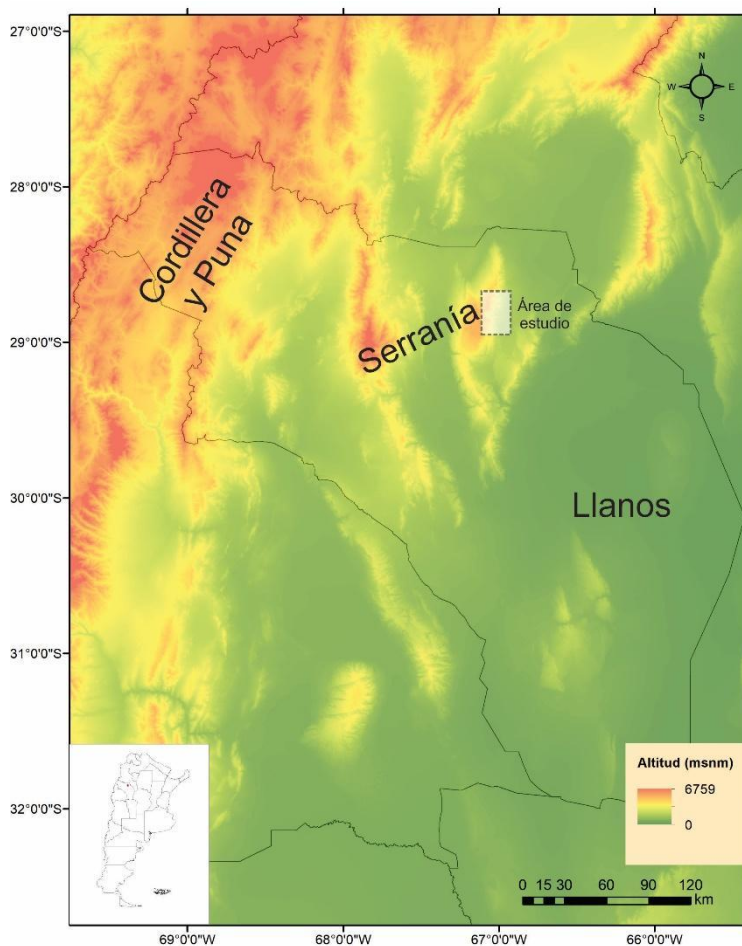 27°0'0"S
28°0'0"S
29°0'0"S
30°0'0"S
31°0'0"S
32°0'0"S
N
W
E
S
Cordillera
y Puna
Serranía
Área de
estudio
Llanos
Altitud (msnm)
6759
0
0 15 30 60 90 120
km
69°0'0"W
68°0'0"W
67°0'0"W
66°0'0"W